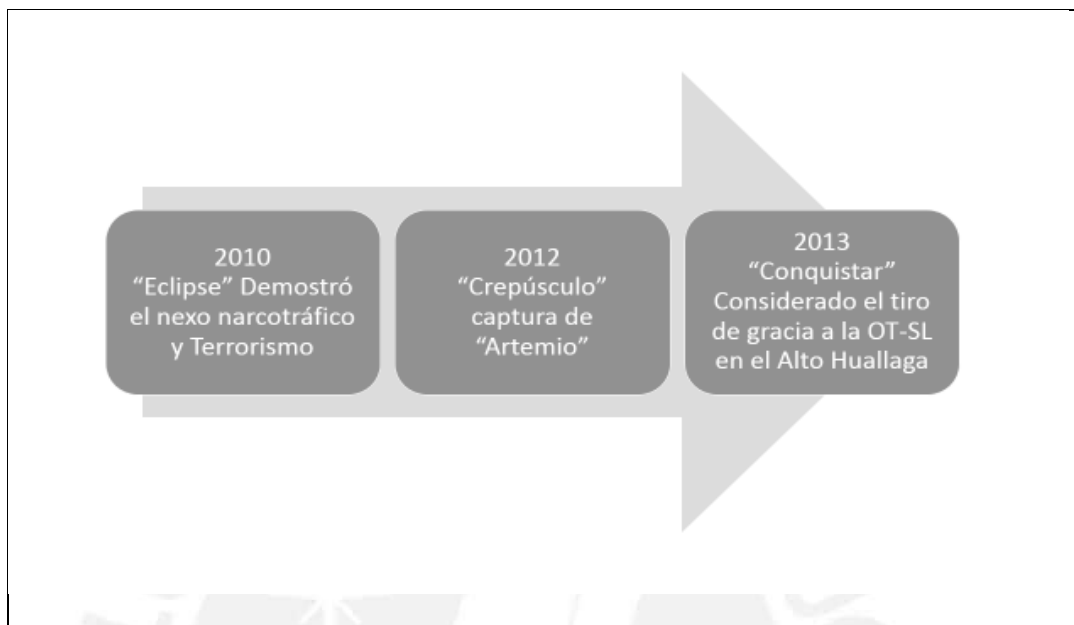 2010
“Eclipse” Demostró
el nexo narcotráfico
y Terrorismo
2012
“Crepúsculo”
captura de
“Artemio”
2013
“Conquistar”
Considerado el tiro
de gracia a la OT-SL
en el Alto Huallaga